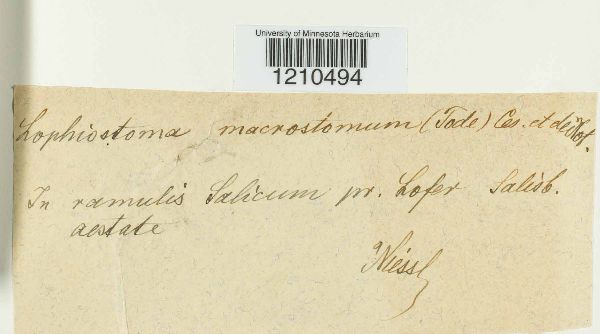 University of Minnesota Herbarium
1210494
Lophiostoma macrostomum (Tode) Ces. et de Not.
In ramulis Salicum pr. Lofer Salisb.
aestate
Niessl